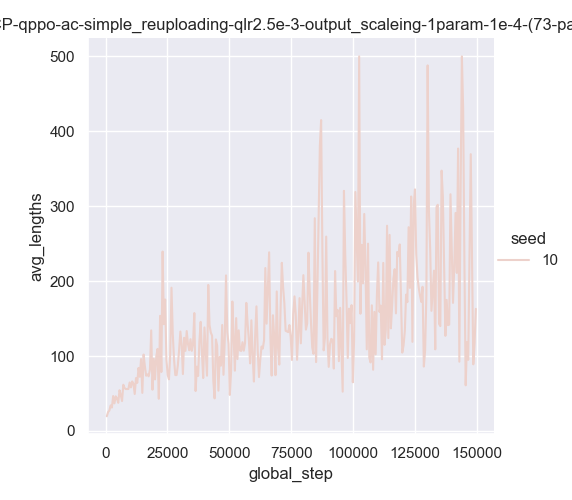 CP-qppo-ac-simple_reuploading-qlr2.5e-3-output_scaleing-1param-1e-4-(73-pa
500
400
300
200
100
0
avg_lengths
0 25000 50000 75000 100000 125000 150000
global_step
seed
10